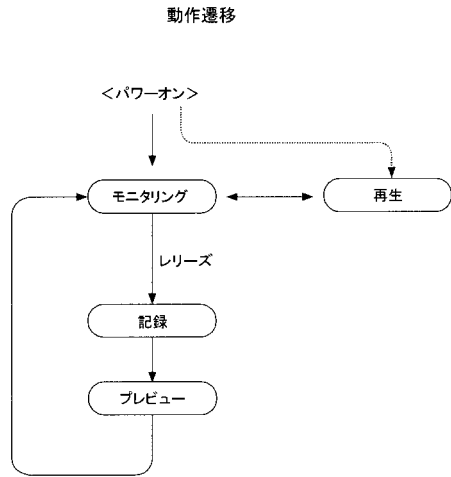 動作遷移
<パワーオン>
モニタリング
再生
レリーズ
記録
プレビュー